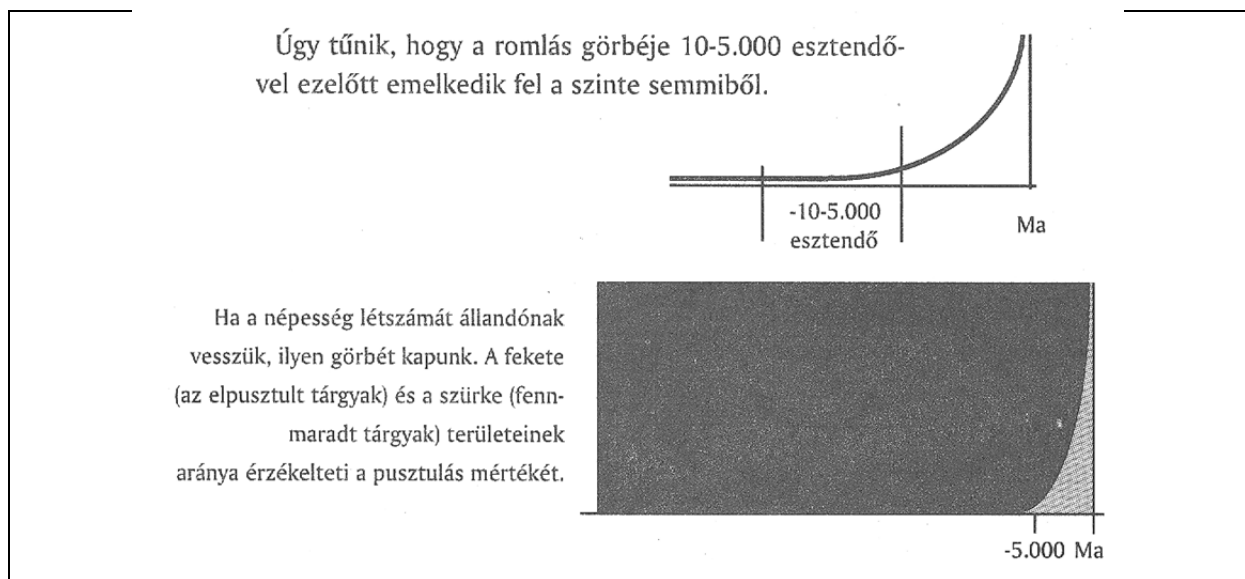 Úgy tűnik, hogy a romlás görbéje 10-5.000 esztendő-
vel ezelőtt emelkedik fel a szinte semmiből.
-10-5.000
esztendő
Ma
Ha a népesség létszámát állandónak
vesszük, ilyen görbét kapunk. A fekete
(az elpusztult tárgyak) és a szürke (fenn-
maradt tárgyak) területeinek
aránya érzékelteti a pusztulás mértékét.
-5.000 Ma